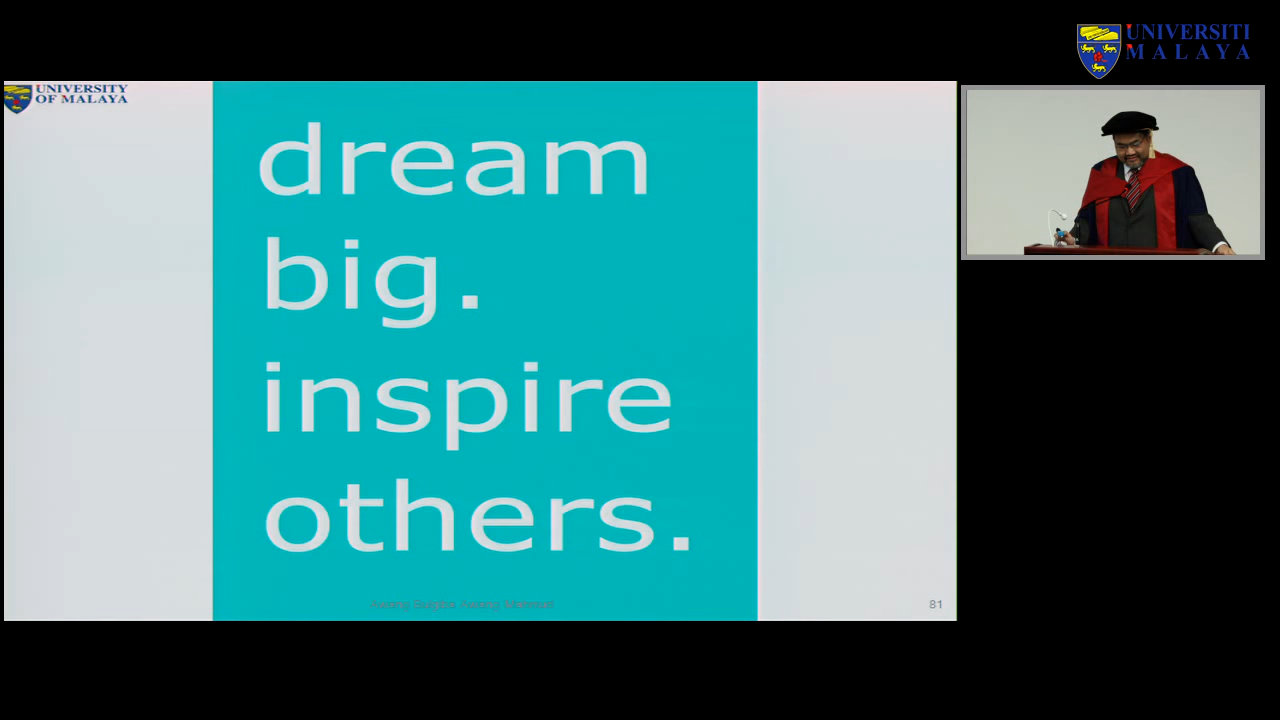 UNIVERSITI
MALAYA
UNIVERSITY
OF MALAYA
dream
big.
inspire
others.
81